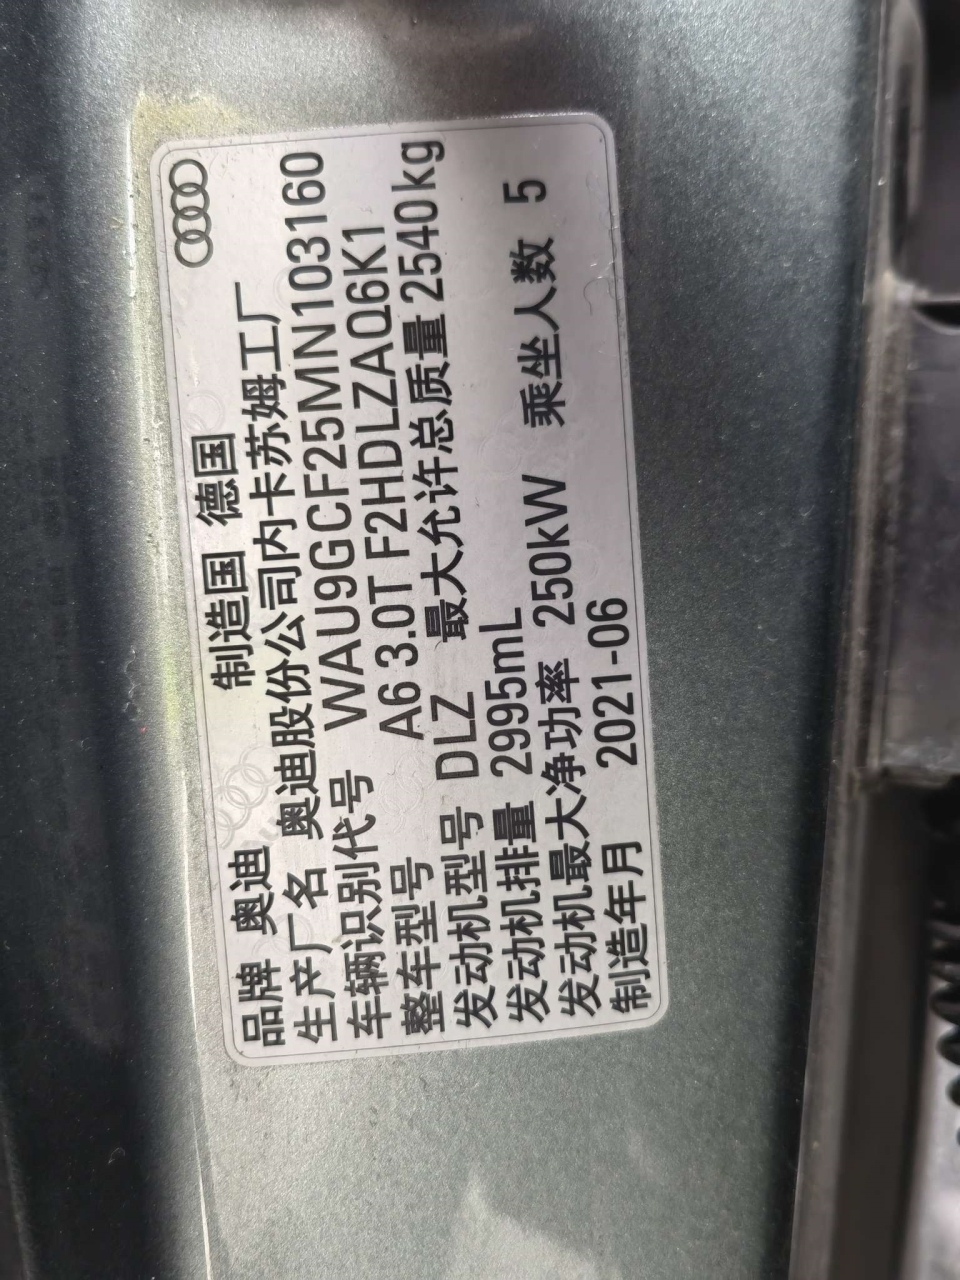 品牌 奥迪 制造国 德国
生产厂名 奥迪股份公司内卡苏姆工厂
车辆识别代号 WAU9GCF25MN103160
整车型号 A6 3.0T F2HDLZAQ6K1
发动机型号 DLZ 最大允许总质量 2540kg
发动机排量 2995mL
发动机最大净功率 250kW 乘坐人数 5
制造年月 2021-06